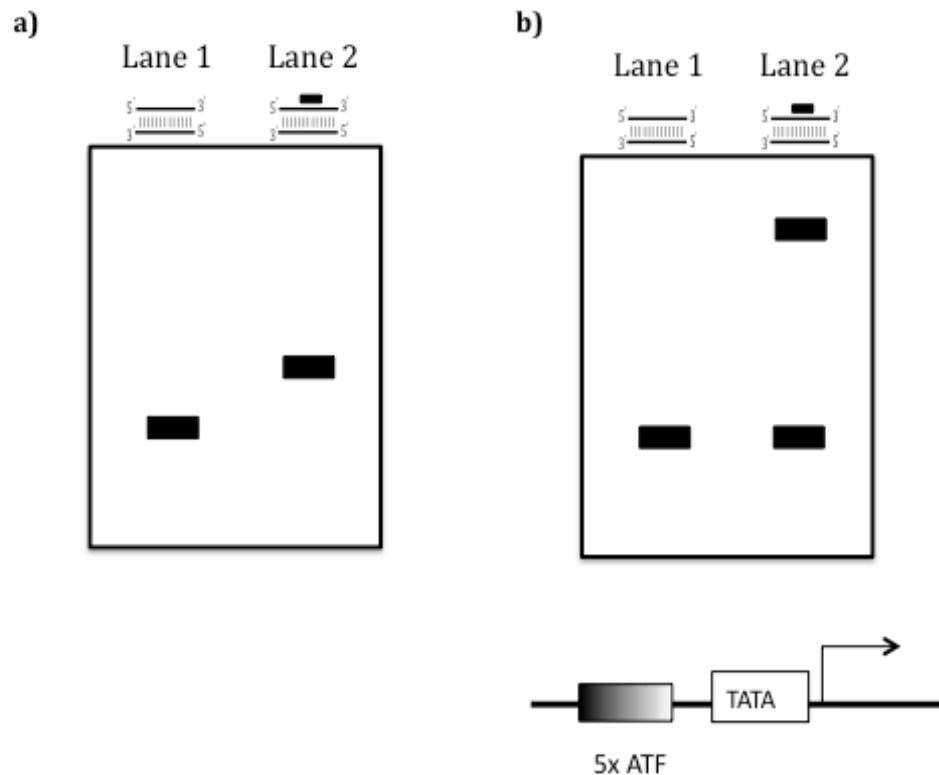 a)
Lane 1 Lane 2
5′ 3′ 5′ 3′
3′ 5′ 3′ 5′
b)
Lane 1 Lane 2
5′ 3′ 5′ 3′
3′ 5′ 3′ 5′
TATA
5x ATF